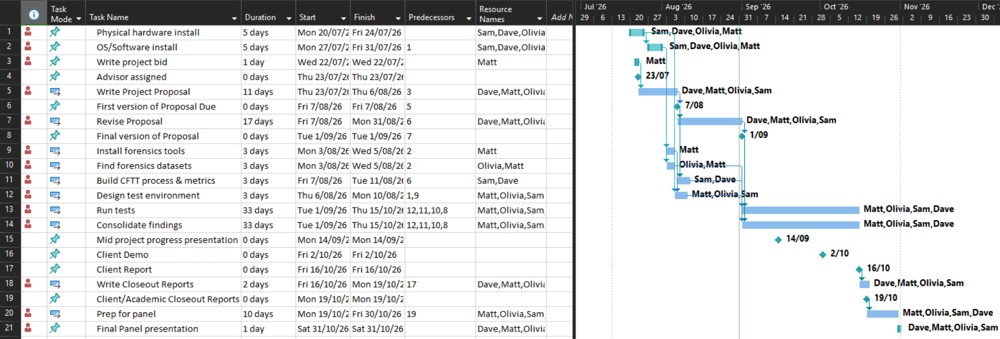 Task Mode Task Name Duration Start Finish Predecessors Resource Names Add N
Jul '26 Aug '26 Sep '26 Oct '26 Nov '26 Dec '
29 6 13 20 27 3 10 17 24 31 7 14 21 28 5 12 19 26 2 9 16 23 30
1 Physical hardware install 5 days Mon 20/07/2 Fri 24/07/26 Sam,Dave,Olivia Sam,Dave,Olivia,Matt
2 OS/Software install 5 days Mon 27/07/2 Fri 31/07/26 1 Sam,Dave,Olivia Sam,Dave,Olivia,Matt
3 Write project bid 1 day Wed 22/07/2 Wed 22/07/2 Matt Matt
4 Advisor assigned 0 days Thu 23/07/26 Thu 23/07/26 23/07
5 Write Project Proposal 11 days Thu 23/07/26 Thu 6/08/26 3 Dave,Matt,Olivia Dave,Matt,Olivia,Sam
6 First version of Proposal Due 0 days Fri 7/08/26 Fri 7/08/26 5 7/08
7 Revise Proposal 17 days Fri 7/08/26 Mon 31/08/2 6 Dave,Matt,Olivia Dave,Matt,Olivia,Sam
8 Final version of Proposal 0 days Tue 1/09/26 Tue 1/09/26 7 1/09
9 Install forensics tools 3 days Mon 3/08/26 Wed 5/08/26 2 Matt Matt
10 Find forensics datasets 3 days Mon 3/08/26 Wed 5/08/26 2 Olivia,Matt Olivia,Matt
11 Build CFTT process & metrics 3 days Fri 7/08/26 Tue 11/08/26 6 Sam,Dave Sam,Dave
12 Design test environment 3 days Thu 6/08/26 Mon 10/08/2 1,9 Matt,Olivia,Sam Matt,Olivia,Sam
13 Run tests 33 days Tue 1/09/26 Thu 15/10/26 12,11,10,8 Matt,Olivia,Sam, Matt,Olivia,Sam,Dave
14 Consolidate findings 33 days Tue 1/09/26 Thu 15/10/26 12,11,10,8 Matt,Olivia,Sam, Matt,Olivia,Sam,Dave
15 Mid project progress presentation 0 days Mon 14/09/2 Mon 14/09/2 14/09
16 Client Demo 0 days Fri 2/10/26 Fri 2/10/26 2/10
17 Client Report 0 days Fri 16/10/26 Fri 16/10/26 16/10
18 Write Closeout Reports 2 days Fri 16/10/26 Mon 19/10/2 17 Dave,Matt,Olivia Dave,Matt,Olivia,Sam
19 Client/Academic Closeout Reports 0 days Mon 19/10/2 Mon 19/10/2 19/10
20 Prep for panel 10 days Mon 19/10/2 Fri 30/10/26 19 Matt,Olivia,Sam, Matt,Olivia,Sam,Dave
21 Final Panel presentation 1 day Sat 31/10/26 Sat 31/10/26 Dave,Matt,Olivia Dave,Matt,Olivia,Sam